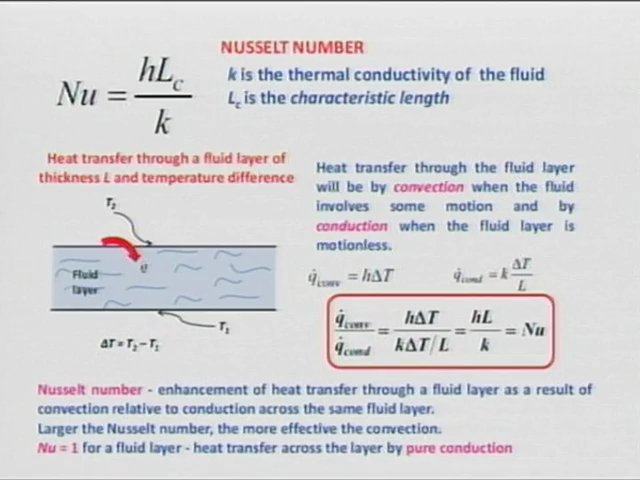 NUSSELT NUMBER
Nu = hL_c / k
k is the thermal conductivity of the fluid
L_c is the characteristic length
Heat transfer through a fluid layer of
thickness L and temperature difference
T₂
Fluid
layer
T₁
ΔT = T₂ – T₁
Heat transfer through the fluid layer
will be by convection when the fluid
involves some motion and by
conduction when the fluid layer is
motionless.
q̇conv = hΔT
q̇cond = k ΔT/L
q̇conv / q̇cond = hΔT / kΔT/L = hL / k = Nu
Nusselt number - enhancement of heat transfer through a fluid layer as a result of
convection relative to conduction across the same fluid layer.
Larger the Nusselt number, the more effective the convection.
Nu = 1 for a fluid layer - heat transfer across the layer by pure conduction